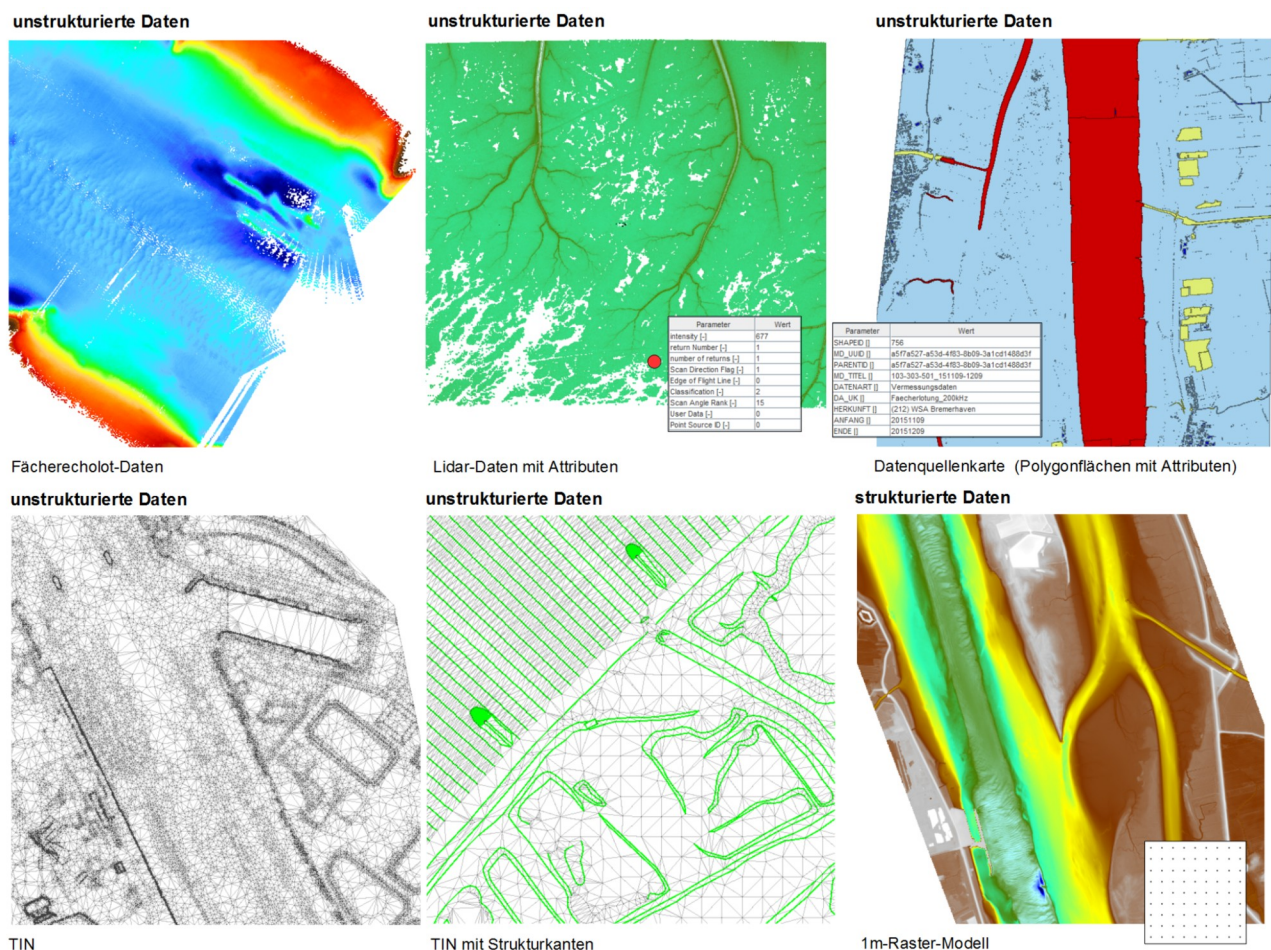 unstrukturierte Daten
unstrukturierte Daten
unstrukturierte Daten
Parameter Wert
intensity [-] 677
return Number [-] 1
number of returns [-] 1
Scan Direction Flag [-] 1
Edge of Flight Line [-] 0
Classification [-] 2
Scan Angle Rank [-] 15
User Data [-] 0
Point Source ID [-] 0
Parameter Wert
SHAPEID [] 756
MD_UUID [] a5f7a527-a53d-4f83-8b09-3a1cd1488d3f
PARENTID [] a5f7a527-a53d-4f83-8b09-3a1cd1488d3f
MD_TITEL [] 103-303-501_151109-1209
DATENART [] Vermessungsdaten
DA_UK [] Faecherlotung_200kHz
HERKUNFT [] (212) WSA Bremerhaven
ANFANG [] 20151109
ENDE [] 20151209
Fächerecholot-Daten
Lidar-Daten mit Attributen
Datenquellenkarte (Polygonflächen mit Attributen)
unstrukturierte Daten
unstrukturierte Daten
strukturierte Daten
TIN
TIN mit Strukturkanten
1m-Raster-Modell